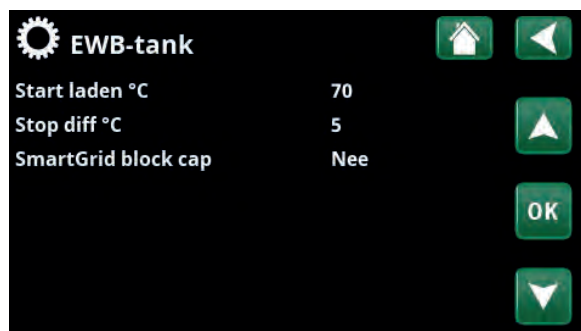 EWB-tank
Start laden °C 70
Stop diff °C 5
SmartGrid block cap Nee
OK